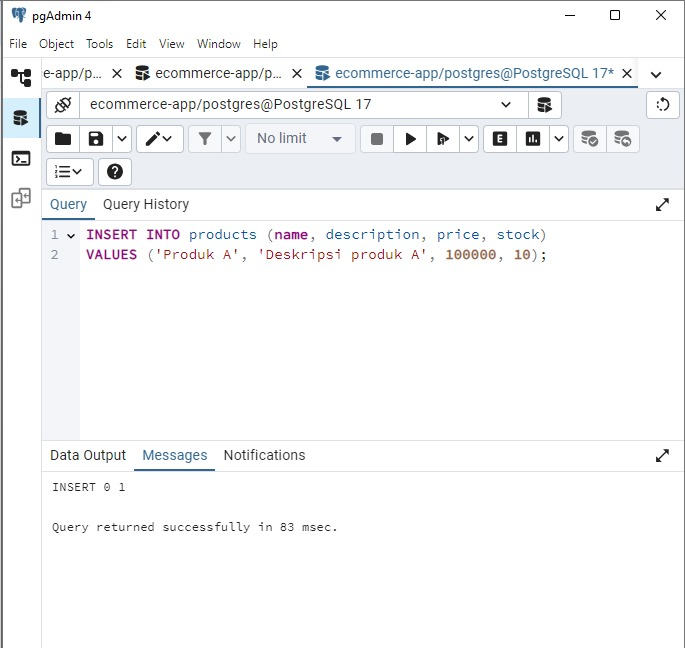 pgAdmin 4
File Object Tools Edit View Window Help
e-app/p... ecommerce-app/p... ecommerce-app/postgres@PostgreSQL 17*
ecommerce-app/postgres@PostgreSQL 17
No limit
E
Query Query History
1 INSERT INTO products (name, description, price, stock)
2 VALUES ('Produk A', 'Deskripsi produk A', 100000, 10);
Data Output Messages Notifications
INSERT 0 1
Query returned successfully in 83 msec.